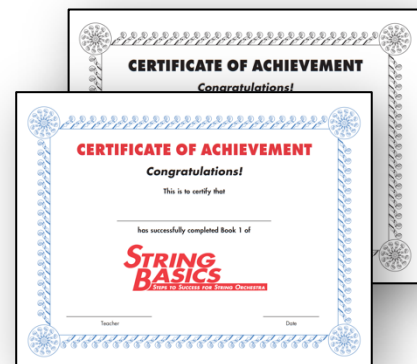 CERTIFICATE OF ACHIEVEMENT
Congratulations!
CERTIFICATE OF ACHIEVEMENT
Congratulations!
This is to certify that
has successfully completed Book 1 of
STRING
BASICS
STEPS TO SUCCESS FOR STRING ORCHESTRA
Teacher Date